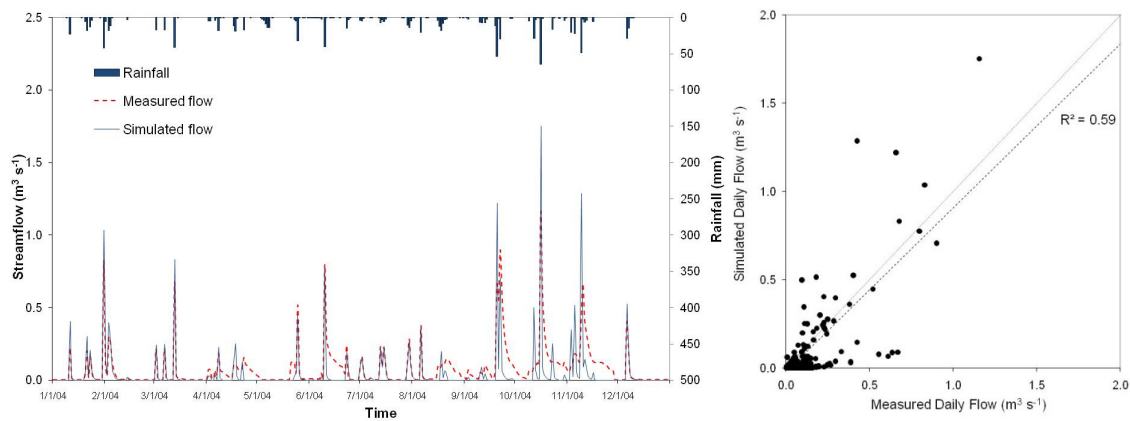 2.5
2.0
1.5
1.0
0.5
0.0
Streamflow (m³ s⁻¹)
Rainfall
Measured flow
Simulated flow
0
50
100
150
200
250
300
350
400
450
500
Rainfall (mm)
1/1/04 2/1/04 3/1/04 4/1/04 5/1/04 6/1/04 7/1/04 8/1/04 9/1/04 10/1/04 11/1/04 12/1/04
Time
2.0
1.5
1.0
0.5
0.0
Simulated Daily Flow (m³ s⁻¹)
R² = 0.59
0.0 0.5 1.0 1.5 2.0
Measured Daily Flow (m³ s⁻¹)